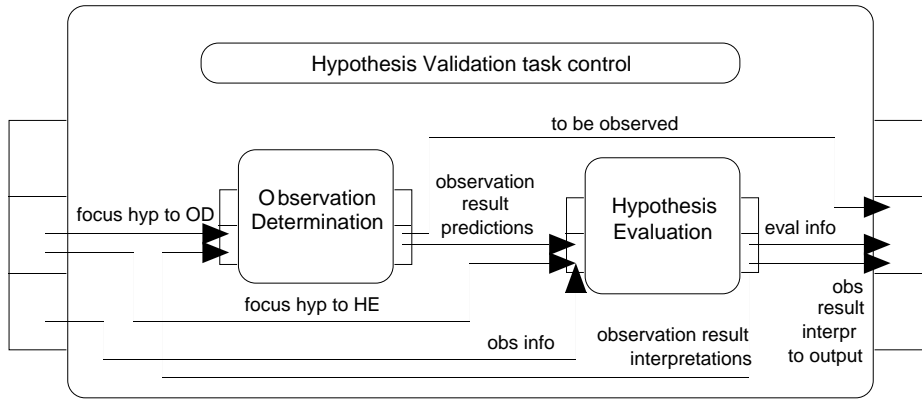 Hypothesis Validation task control
to be observed
Observation
Determination
observation
result
predictions
Hypothesis
Evaluation
focus hyp to OD
eval info
focus hyp to HE
obs info
observation result
interpretations
obs
result
interpr
to output